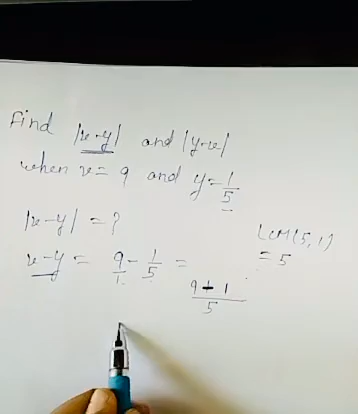 Find |x-y| and |y-x|
when x= 9 and y=1/5
|x-y| = ?
x-y = 9/1 - 1/5 = (9-1)/5
LCM(5,1)
= 5